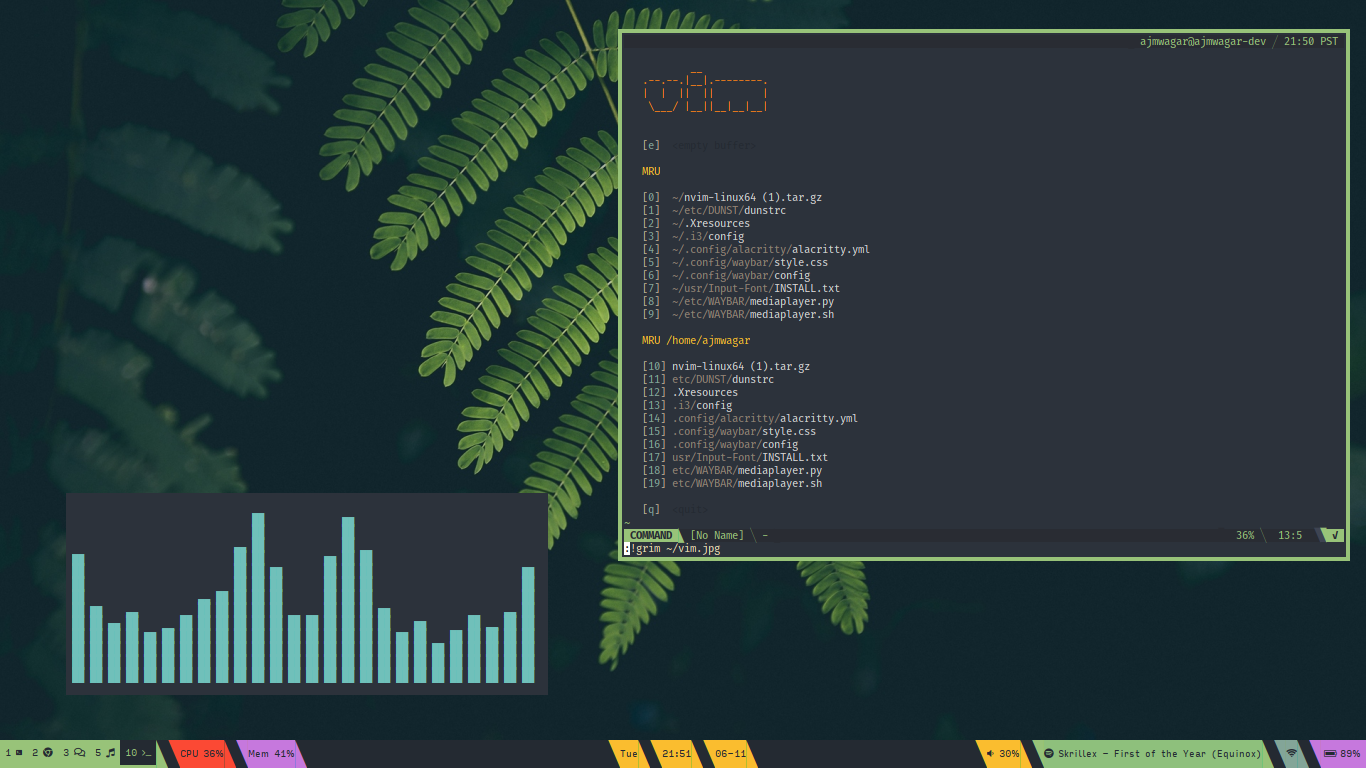 ajmwagar@ajmwagar-dev / 21:50 PST
[e] <empty buffer>
MRU
[0] ~/nvim-linux64 (1).tar.gz
[1] ~/etc/DUNST/dunstrc
[2] ~/.Xresources
[3] ~/.i3/config
[4] ~/.config/alacritty/alacritty.yml
[5] ~/.config/waybar/style.css
[6] ~/.config/waybar/config
[7] ~/usr/Input-Font/INSTALL.txt
[8] ~/etc/WAYBAR/mediaplayer.py
[9] ~/etc/WAYBAR/mediaplayer.sh
MRU /home/ajmwagar
[10] nvim-linux64 (1).tar.gz
[11] etc/DUNST/dunstrc
[12] .Xresources
[13] .i3/config
[14] .config/alacritty/alacritty.yml
[15] .config/waybar/style.css
[16] .config/waybar/config
[17] usr/Input-Font/INSTALL.txt
[18] etc/WAYBAR/mediaplayer.py
[19] etc/WAYBAR/mediaplayer.sh
[q] <quit>
~
COMMAND [No Name] \ - 36% \ 13:5 √
:!grim ~/vim.jpg
1 2 3 5 10 >_ CPU 36% Mem 41% Tue 21:51 06-11 30% Skrillex - First of the Year (Equinox) 89%